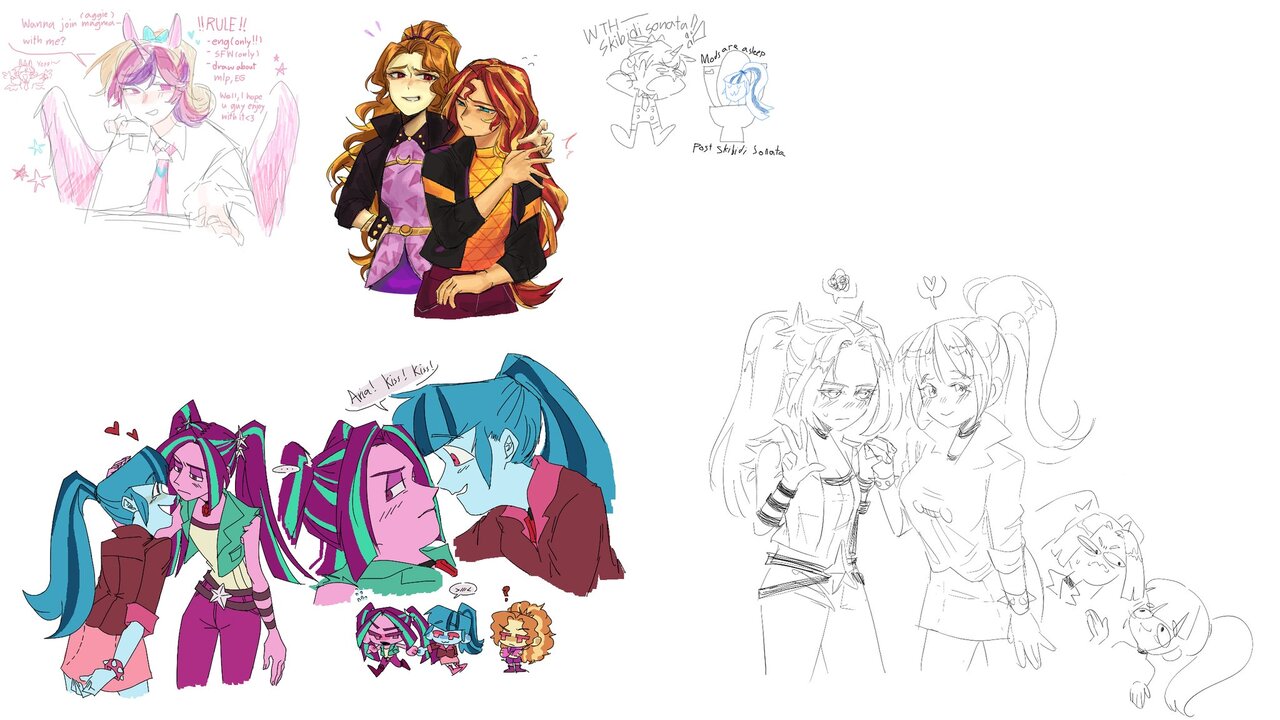 (aggie)
Wanna join magma
with me?
!!RULE!!
- eng(only!!)
- SFW(only)
- draw about
mlp, EG
Well, I hope
u guy enjoy
with it<3
WTH
Skibidi sonata!!
Mods are asleep
Post Skibidi Sonata
Aria! Kiss! Kiss!